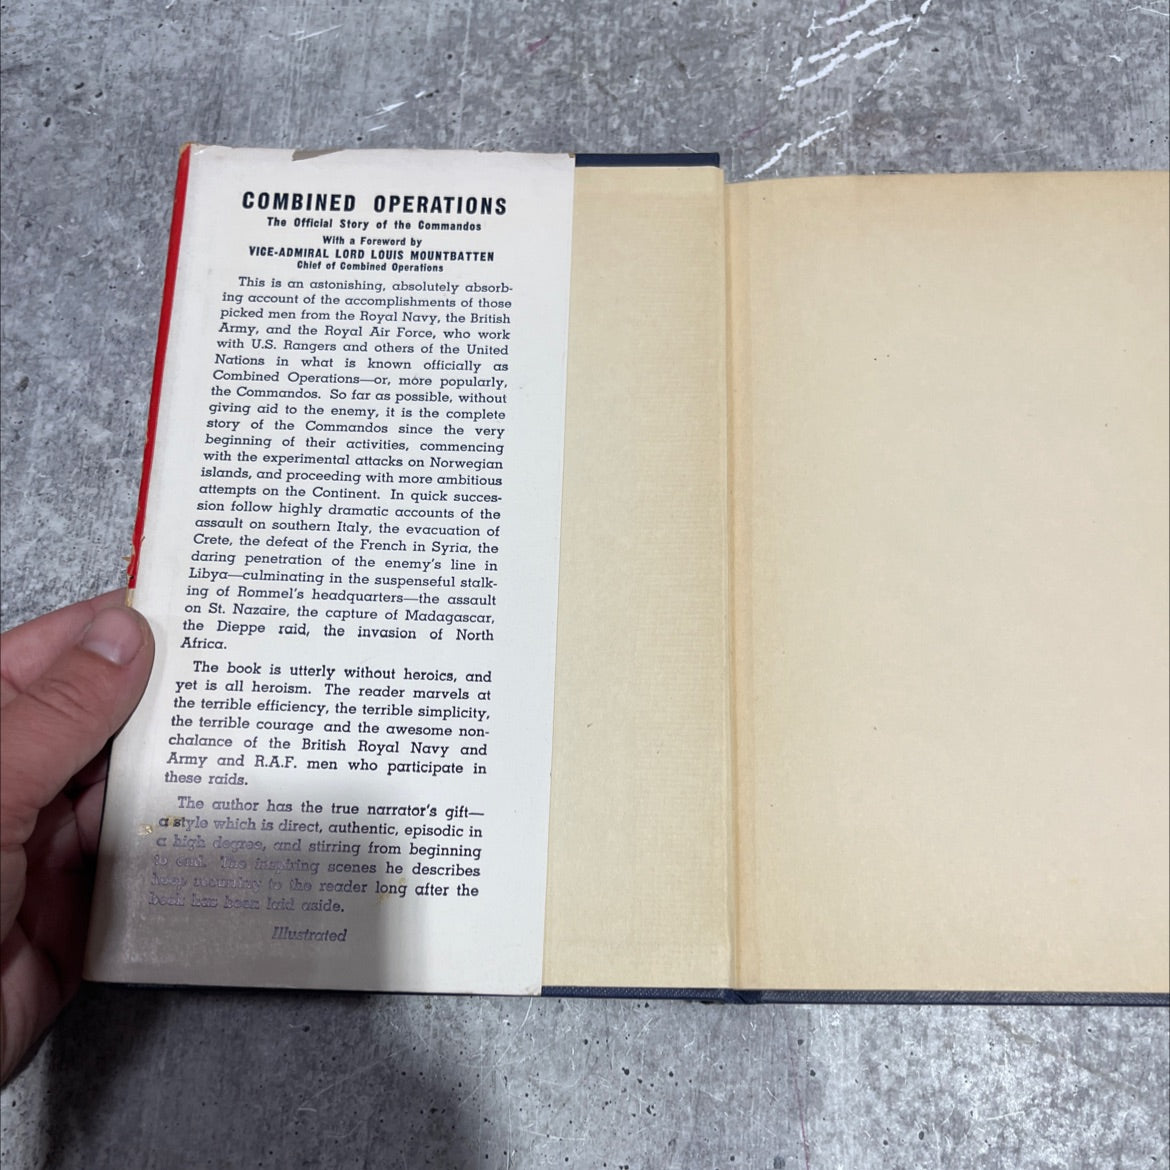 COMBINED OPERATIONS
The Official Story of the Commandos
With a Foreword by
VICE-ADMIRAL LORD LOUIS MOUNTBATTEN
Chief of Combined Operations
This is an astonishing, absolutely absorb-
ing account of the accomplishments of those
picked men from the Royal Navy, the British
Army, and the Royal Air Force, who work
with U.S. Rangers and others of the United
Nations in what is known officially as
Combined Operations—or, more popularly,
the Commandos. So far as possible, without
giving aid to the enemy, it is the complete
story of the Commandos since the very
beginning of their activities, commencing
with the experimental attacks on Norwegian
islands, and proceeding with more ambitious
attempts on the Continent. In quick succes-
sion follow highly dramatic accounts of the
assault on southern Italy, the evacuation of
Crete, the defeat of the French in Syria, the
daring penetration of the enemy's line in
Libya—culminating in the suspenseful stalk-
ing of Rommel's headquarters—the assault
on St. Nazaire, the capture of Madagascar,
the Dieppe raid, the invasion of North
Africa.
The book is utterly without heroics, and
yet is all heroism. The reader marvels at
the terrible efficiency, the terrible simplicity,
the terrible courage and the awesome non-
chalance of the British Royal Navy and
Army and R.A.F. men who participate in
these raids.
The author has the true narrator's gift—
a style which is direct, authentic, episodic in
a high degree, and stirring from beginning
to end. The inspiring scenes he describes
keep recurring to the reader long after the
book has been laid aside.
Illustrated